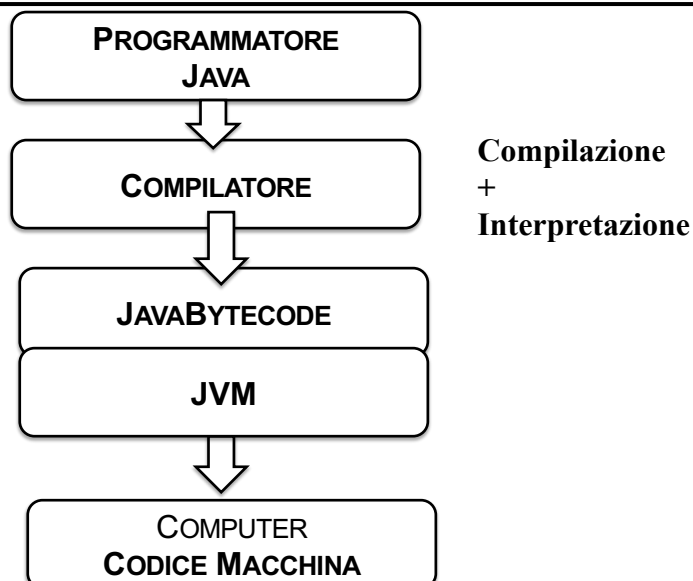 PROGRAMMATORE
JAVA
COMPILATORE
Compilazione
+
Interpretazione
JAVABYTECODE
JVM
COMPUTER
CODICE MACCHINA